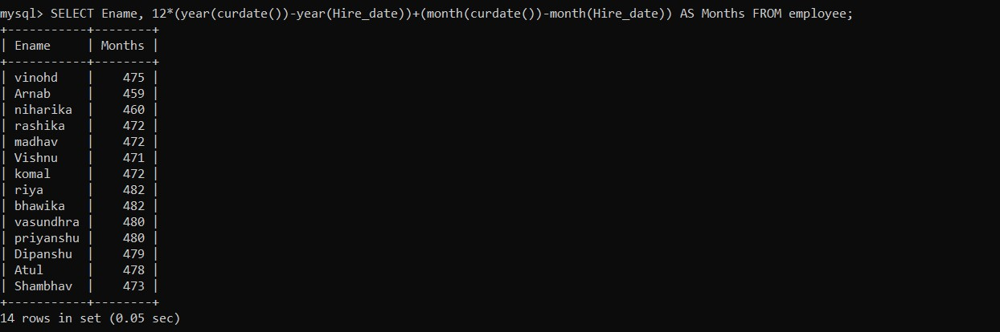 mysql> SELECT Ename, 12*(year(curdate())-year(Hire_date))+(month(curdate())-month(Hire_date)) AS Months FROM employee;
+-----------+--------+
| Ename     | Months |
+-----------+--------+
| vinohd    |    475 |
| Arnab     |    459 |
| niharika  |    460 |
| rashika   |    472 |
| madhav    |    472 |
| Vishnu    |    471 |
| komal     |    472 |
| riya      |    482 |
| bhawika   |    482 |
| vasundhra |    480 |
| priyanshu |    480 |
| Dipanshu  |    479 |
| Atul      |    478 |
| Shambhav  |    473 |
+-----------+--------+
14 rows in set (0.05 sec)